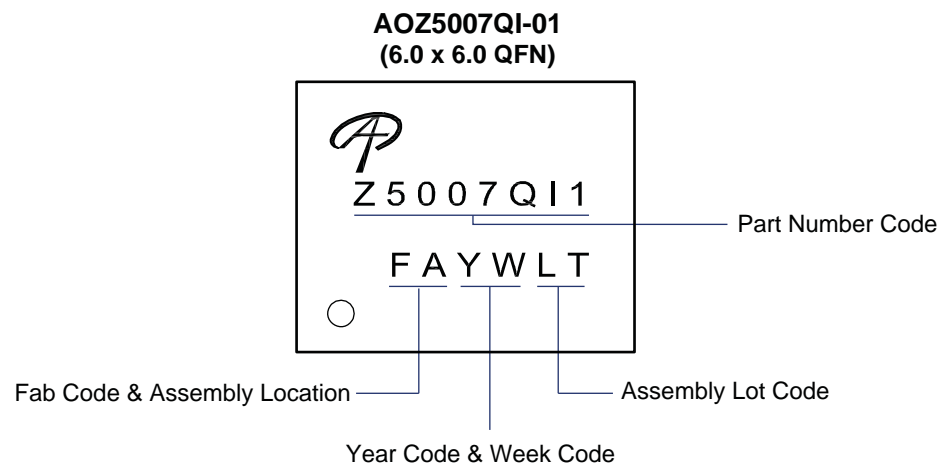 AOZ5007QI-01
(6.0 x 6.0 QFN)
Z5007QI1
Part Number Code
FAYWLT
Fab Code & Assembly Location
Assembly Lot Code
Year Code & Week Code